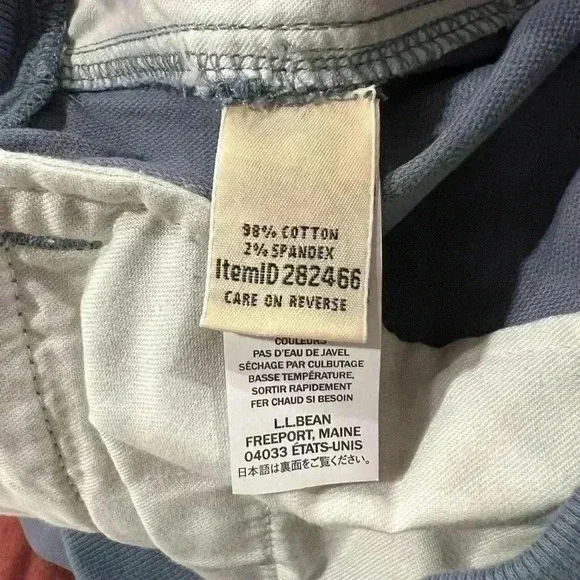 98% COTTON
2% SPANDEX
ItemID 282466
CARE ON REVERSE
COULEURS
PAS D'EAU DE JAVEL
SÉCHAGE PAR CULBUTAGE
BASSE TEMPÉRATURE,
SORTIR RAPIDEMENT
FER CHAUD SI BESOIN
L.L.BEAN
FREEPORT, MAINE
04033 ÉTATS-UNIS
日本語は裏面をご覧ください。